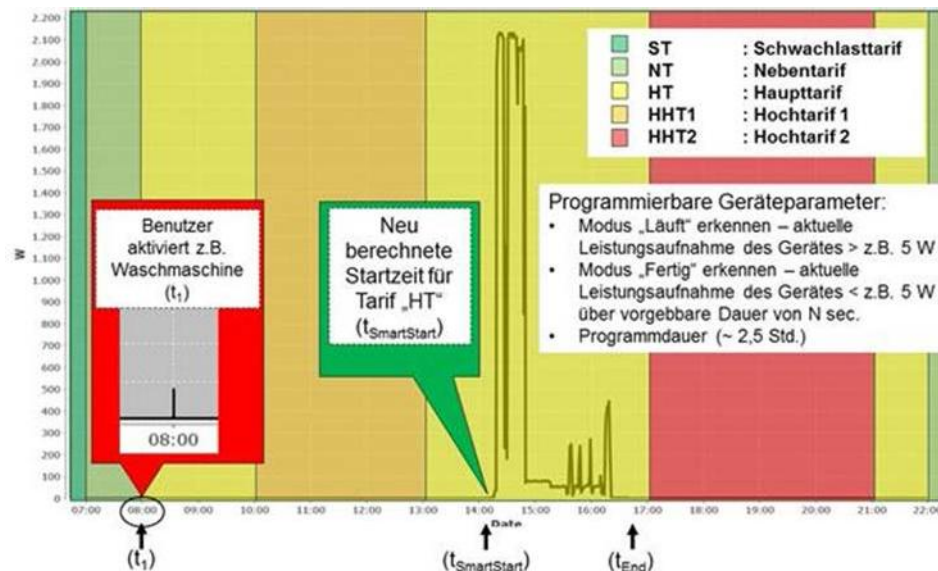 2.200
2.100
2.000
1.900
1.800
1.700
1.600
1.500
1.400
1.300
1.200
1.100
1.000
900
800
700
600
500
400
300
200
100
0
W
ST : Schwachlasttarif
NT : Nebentarif
HT : Haupttarif
HHT1 : Hochtarif 1
HHT2 : Hochtarif 2
Benutzer
aktiviert z.B.
Waschmaschine
(t1)
08:00
Neu
berechnete
Startzeit für
Tarif „HT“
(tSmartStart)
Programmierbare Geräteparameter:
• Modus „Läuft“ erkennen – aktuelle
Leistungsaufnahme des Gerätes > z.B. 5 W
• Modus „Fertig“ erkennen – aktuelle
Leistungsaufnahme des Gerätes < z.B. 5 W
über vorgebbare Dauer von N sec.
• Programmdauer (~ 2,5 Std.)
07:00 08:00 09:00 10:00 11:00 12:00 13:00 14:00 15:00 16:00 17:00 18:00 19:00 20:00 21:00 22:0
Date
(t1) (tSmartStart) (tEnd)